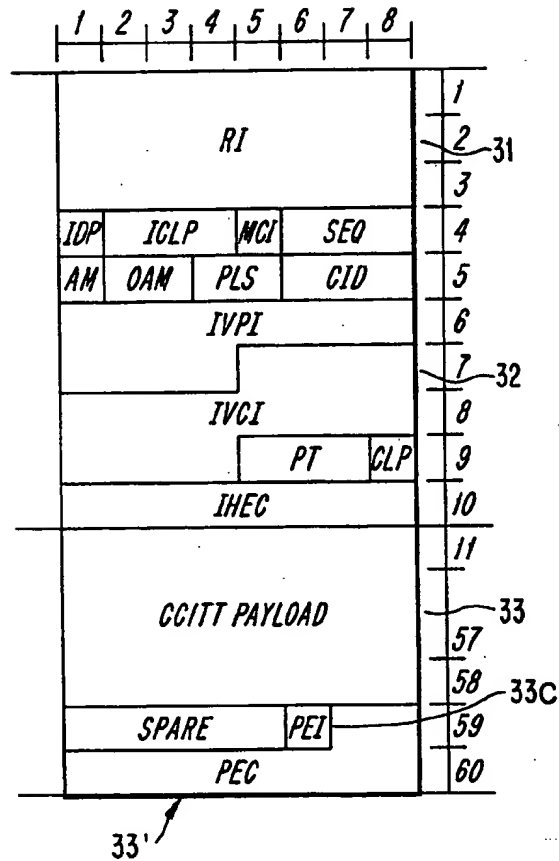 1 2 3 4 5 6 7 8
1
RI 2 31
3
IDP ICLP MCI SEQ 4
AM OAM PLS CID 5
IVPI 6
7 32
IVCI 8
PT CLP 9
IHEC 10
11
CCITT PAYLOAD 33
57
58 33C
SPARE PEI 59
PEC 60
33'